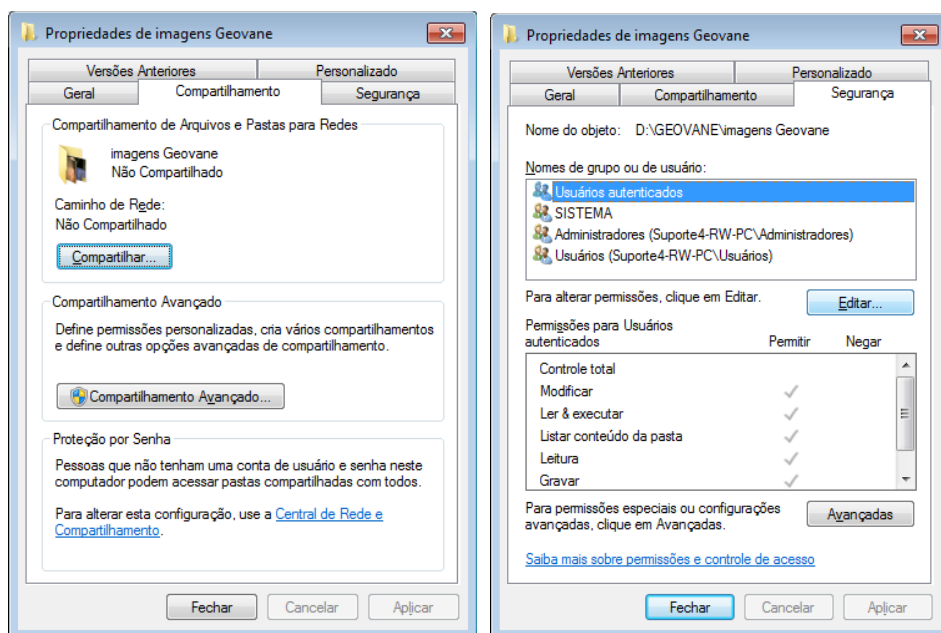 Propriedades de imagens Geovane
Versões Anteriores
Personalizado
Geral
Compartilhamento
Segurança
Compartilhamento de Arquivos e Pastas para Redes
imagens Geovane
Não Compartilhado
Caminho de Rede:
Não Compartilhado
Compartilhar...
Compartilhamento Avançado
Define permissões personalizadas, cria vários compartilhamentos
e define outras opções avançadas de compartilhamento.
Compartilhamento Avançado...
Proteção por Senha
Pessoas que não tenham uma conta de usuário e senha neste
computador podem acessar pastas compartilhadas com todos.
Para alterar esta configuração, use a Central de Rede e
Compartilhamento.
Fechar
Cancelar
Aplicar
Propriedades de imagens Geovane
Versões Anteriores
Personalizado
Geral
Compartilhamento
Segurança
Nome do objeto: D:\GEOVANE\imagens Geovane
Nomes de grupo ou de usuário:
Usuários autenticados
SISTEMA
Administradores (Suporte4-RW-PC\Administradores)
Usuários (Suporte4-RW-PC\Usuários)
Para alterar permissões, clique em Editar.
Editar...
Permissões para Usuários
autenticados
Permitir
Negar
Controle total
Modificar
Ler & executar
Listar conteúdo da pasta
Leitura
Gravar
Para permissões especiais ou configurações
avançadas, clique em Avançadas.
Avançadas
Saiba mais sobre permissões e controle de acesso
Fechar
Cancelar
Aplicar